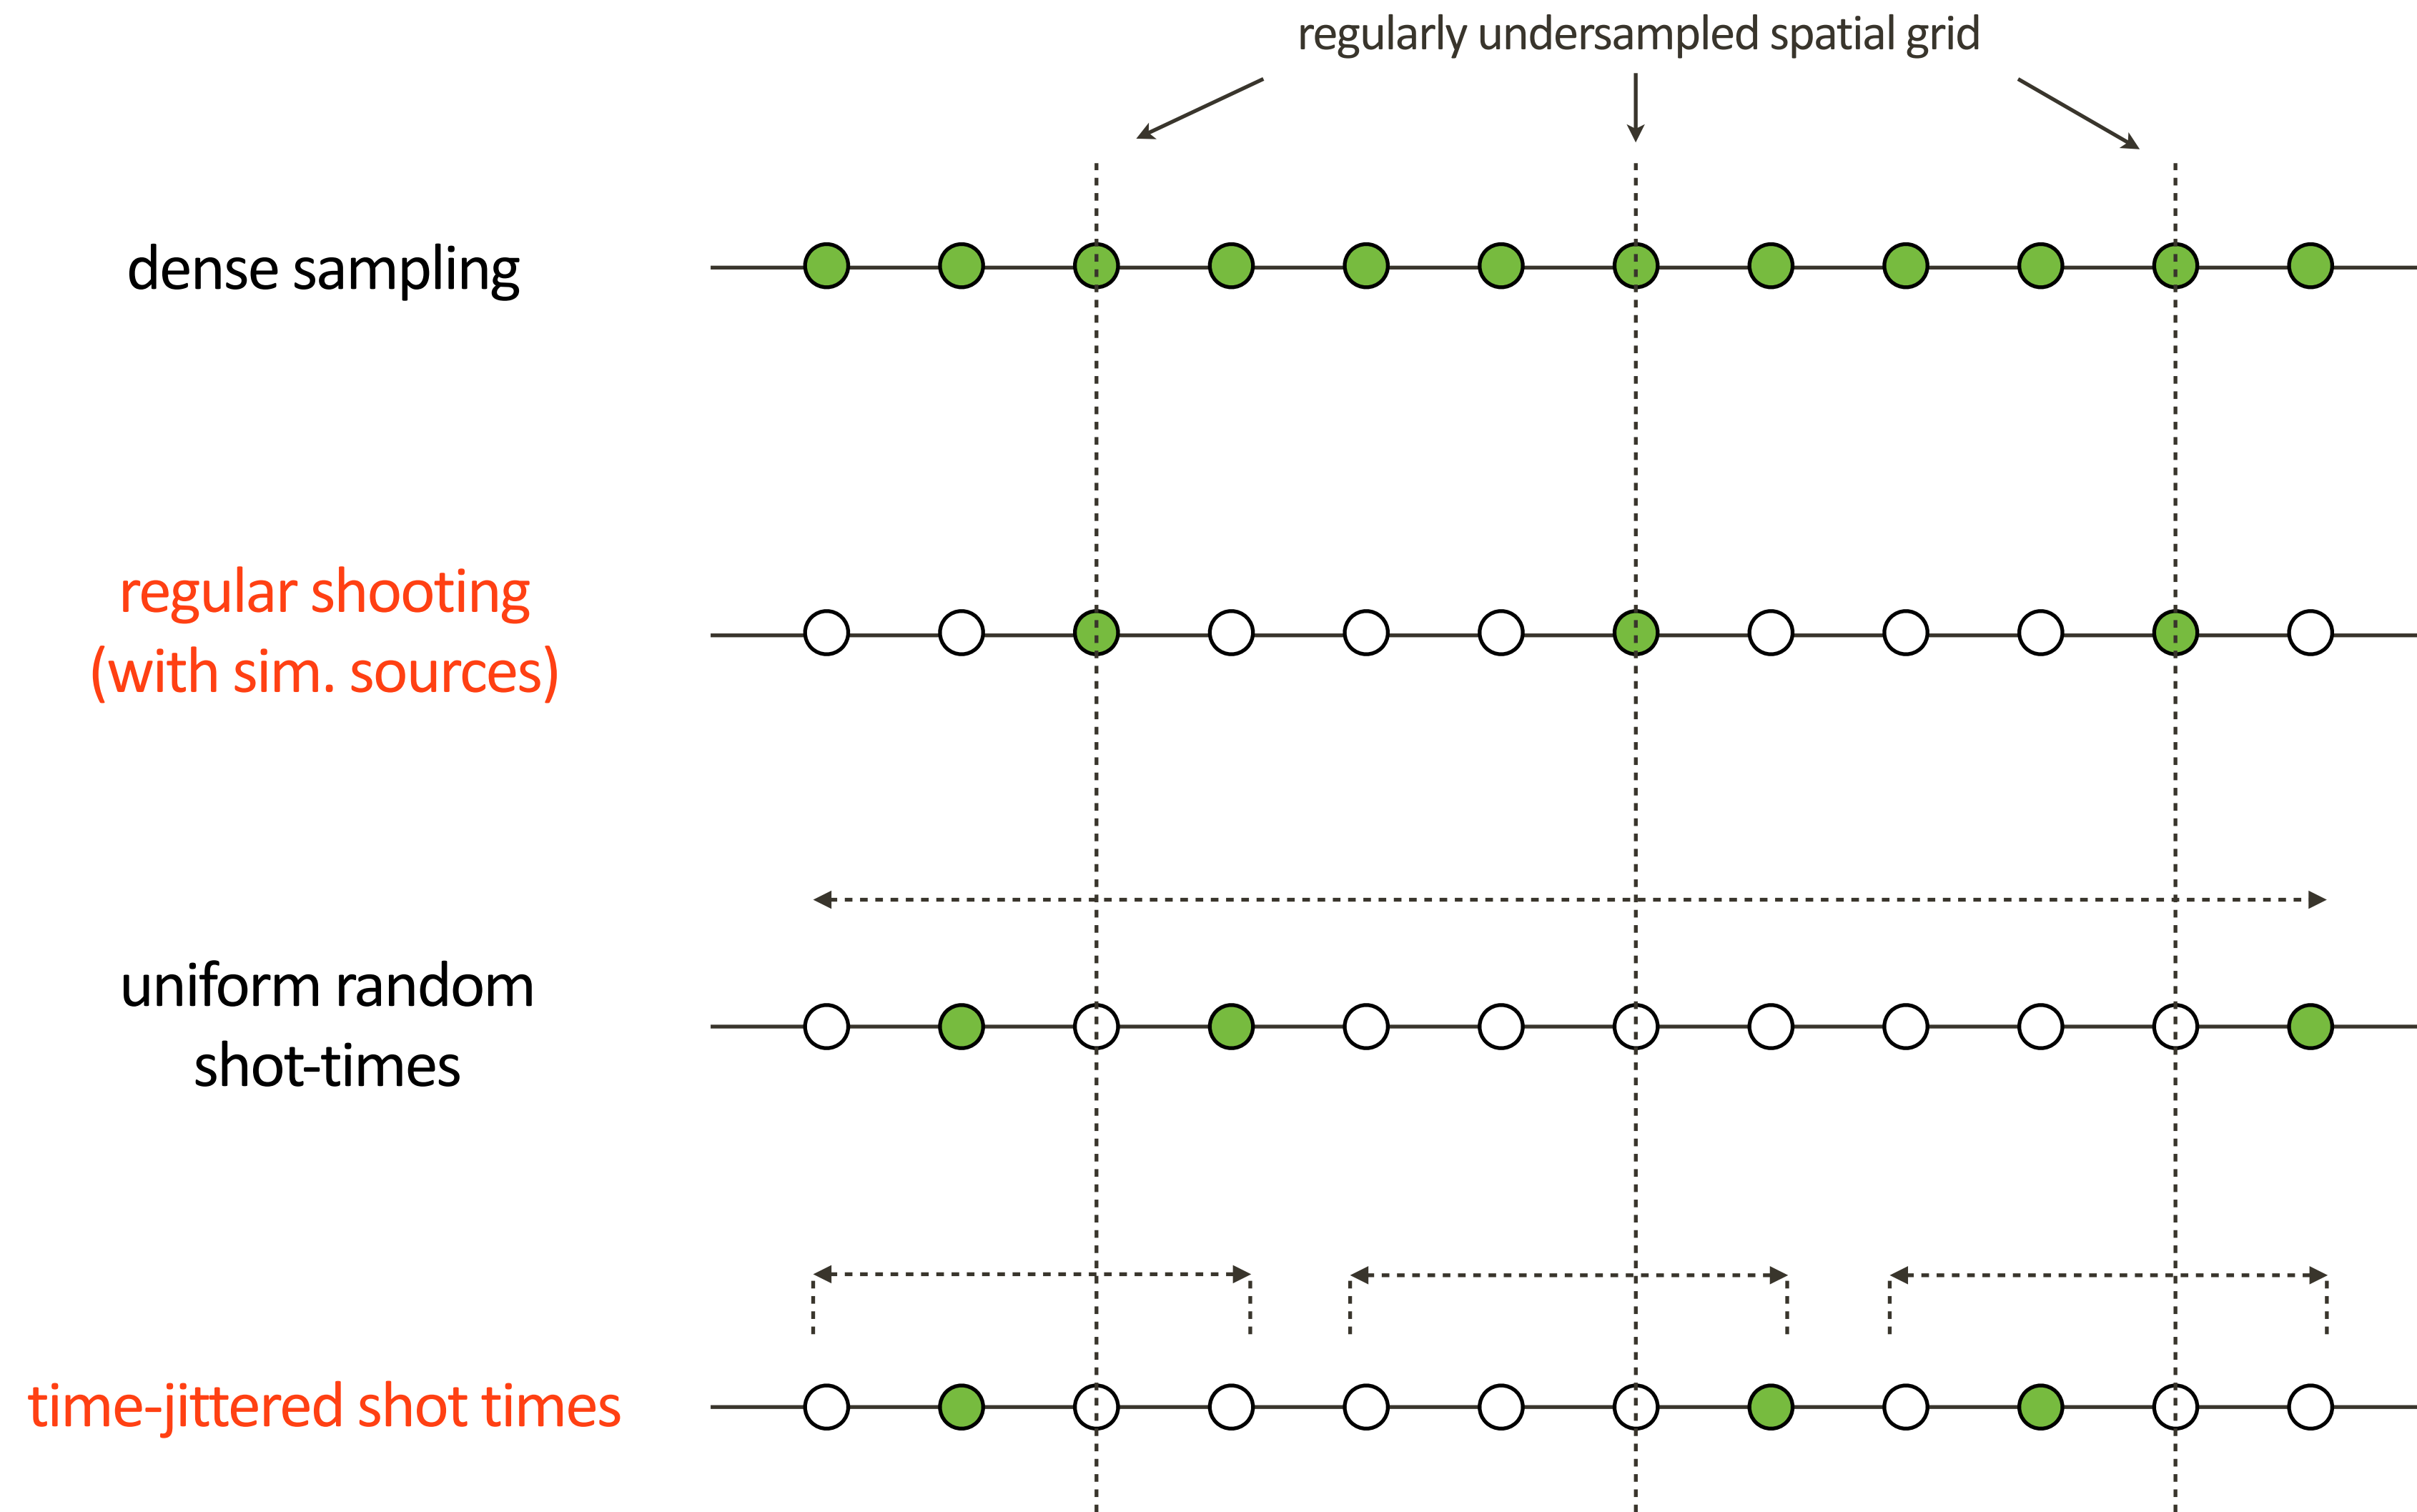 regularly undersampled spatial grid
dense sampling
regular shooting
(with sim. sources)
uniform random
shot-times
time-jittered shot times